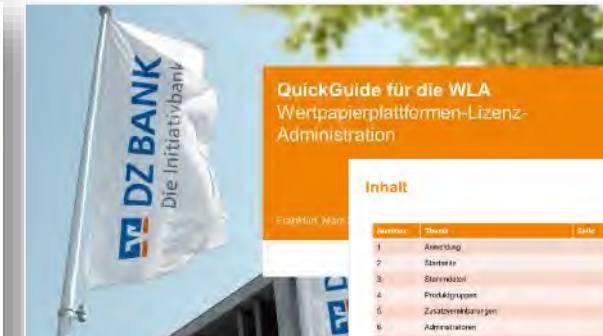 DZ BANK
Die Initiativbank
QuickGuide für die WLA
Wertpapierplattformen-Lizenz-
Administration
Frankfurt, März
Inhalt
Nummer Thema Seite
1 Anmeldung
2 Startseite
3 Stammdaten
4 Produktgruppen
5 Zusatzvereinbarungen
6 Administratoren